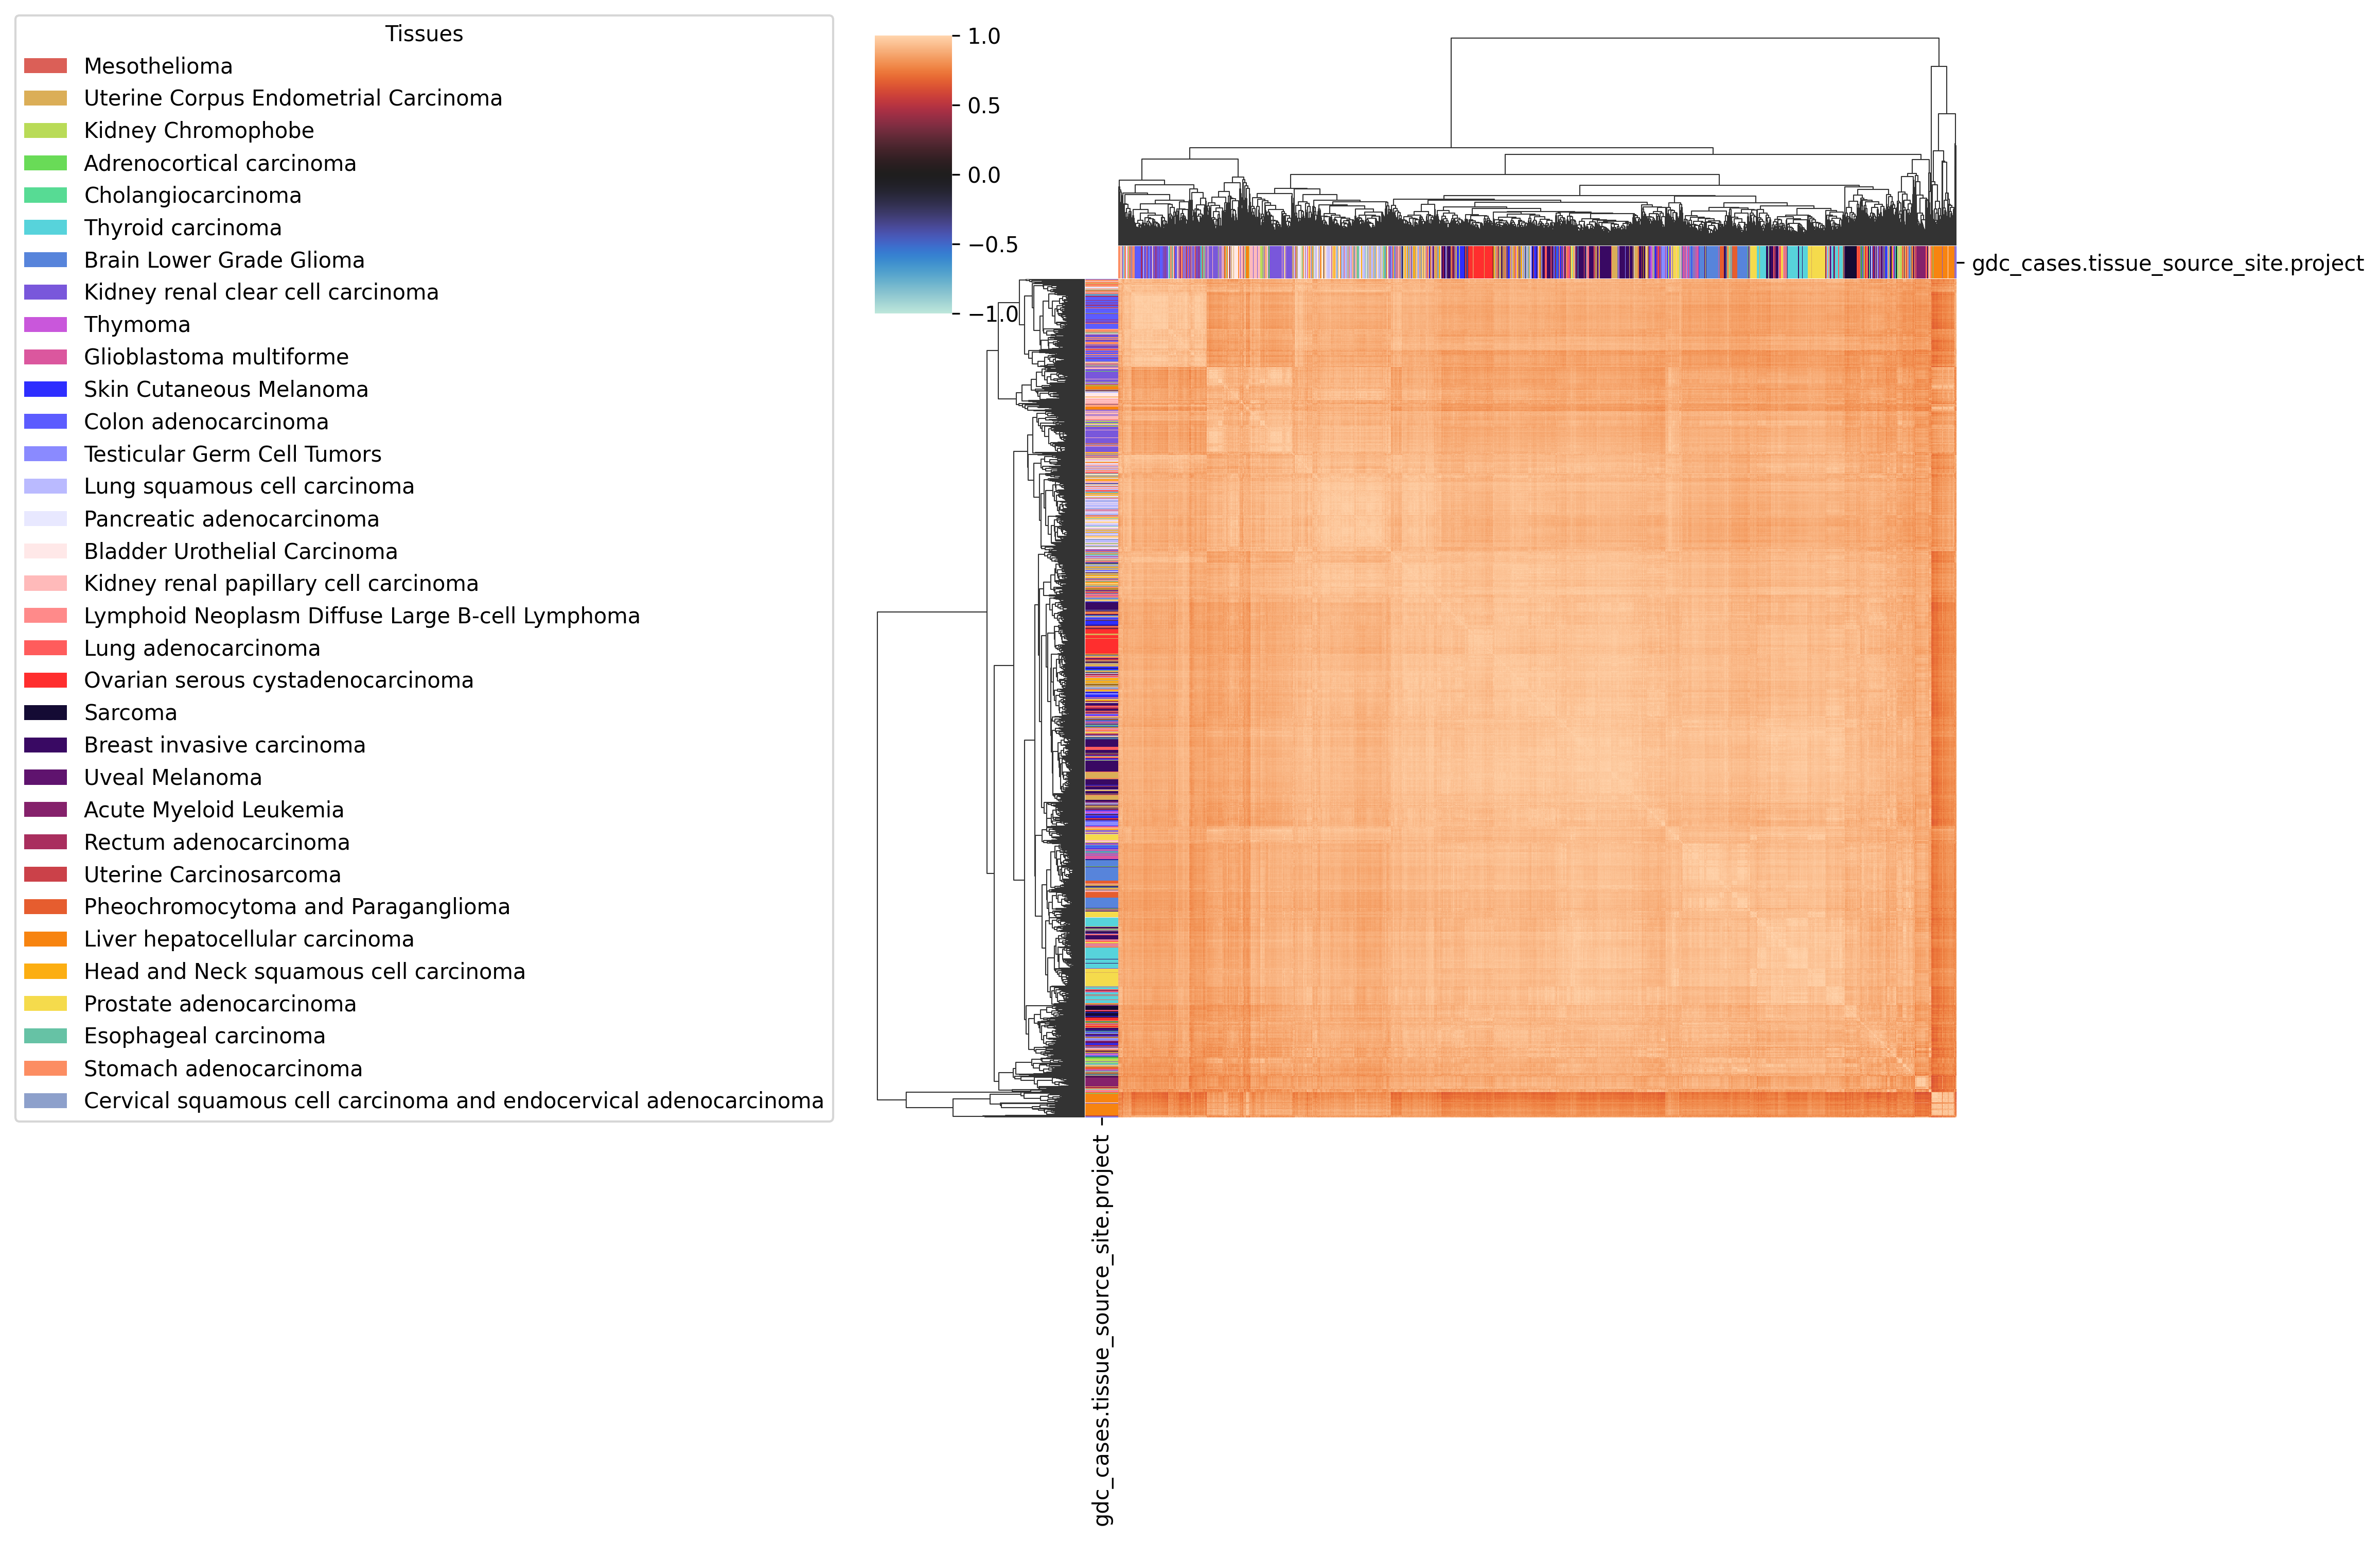 Tissues
Mesothelioma
Uterine Corpus Endometrial Carcinoma
Kidney Chromophobe
Adrenocortical carcinoma
Cholangiocarcinoma
Thyroid carcinoma
Brain Lower Grade Glioma
Kidney renal clear cell carcinoma
Thymoma
Glioblastoma multiforme
Skin Cutaneous Melanoma
Colon adenocarcinoma
Testicular Germ Cell Tumors
Lung squamous cell carcinoma
Pancreatic adenocarcinoma
Bladder Urothelial Carcinoma
Kidney renal papillary cell carcinoma
Lymphoid Neoplasm Diffuse Large B-cell Lymphoma
Lung adenocarcinoma
Ovarian serous cystadenocarcinoma
Sarcoma
Breast invasive carcinoma
Uveal Melanoma
Acute Myeloid Leukemia
Rectum adenocarcinoma
Uterine Carcinosarcoma
Pheochromocytoma and Paraganglioma
Liver hepatocellular carcinoma
Head and Neck squamous cell carcinoma
Prostate adenocarcinoma
Esophageal carcinoma
Stomach adenocarcinoma
Cervical squamous cell carcinoma and endocervical adenocarcinoma
1.0
0.5
0.0
−0.5
−1.0
gdc_cases.tissue_source_site.project
gdc_cases.tissue_source_site.project